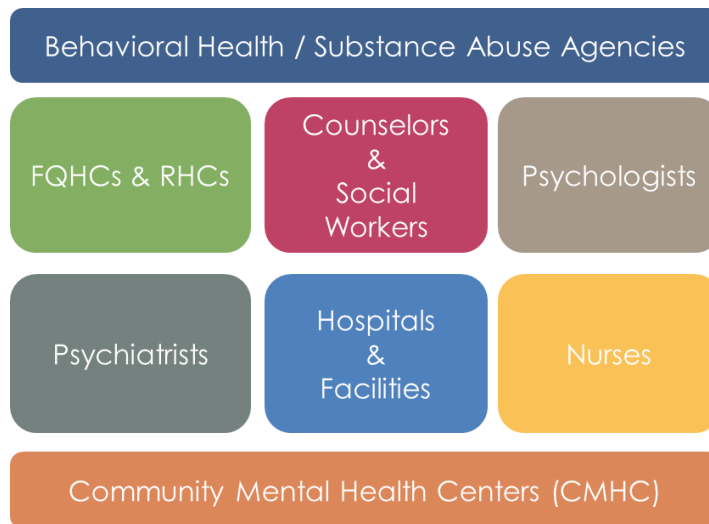 Behavioral Health / Substance Abuse Agencies
FQHCs & RHCs
Counselors
&
Social
Workers
Psychologists
Psychiatrists
Hospitals
&
Facilities
Nurses
Community Mental Health Centers (CMHC)